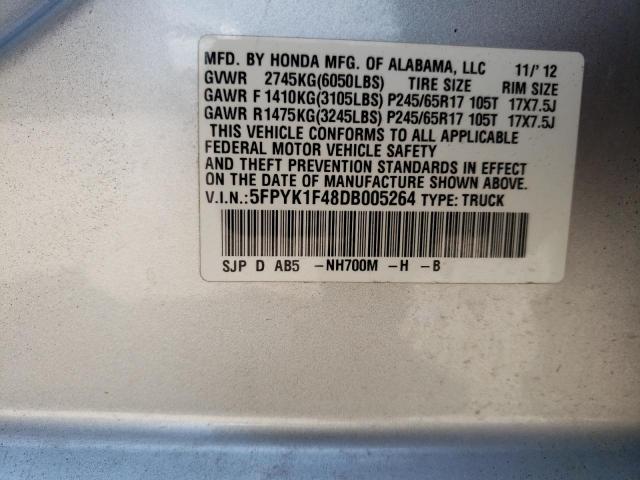 MFD. BY HONDA MFG. OF ALABAMA, LLC 11/' 12
GVWR 2745KG(6050LBS) TIRE SIZE RIM SIZE
GAWR F 1410KG(3105LBS) P245/65R17 105T 17X7.5J
GAWR R1475KG(3245LBS) P245/65R17 105T 17X7.5J
THIS VEHICLE CONFORMS TO ALL APPLICABLE
FEDERAL MOTOR VEHICLE SAFETY
AND THEFT PREVENTION STANDARDS IN EFFECT
ON THE DATE OF MANUFACTURE SHOWN ABOVE.
V.I.N.:5FPYK1F48DB005264 TYPE: TRUCK
SJP D AB5 -NH700M -H -B